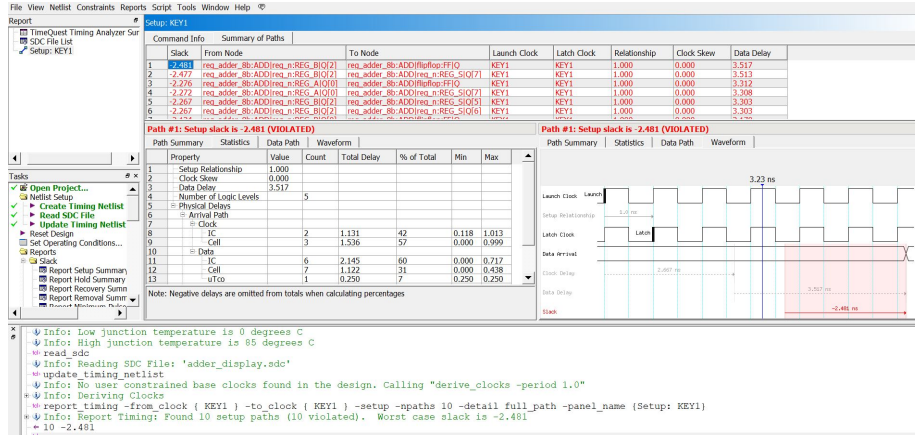 File View Netlist Constraints Reports Script Tools Window Help
Report
TimeQuest Timing Analyzer Sur
SDC File List
Setup: KEY1
Setup: KEY1
Command Info Summary of Paths
Slack From Node To Node Launch Clock Latch Clock Relationship Clock Skew Data Delay
1 -2.481 reg_adder_8b:ADD|reg_n:REG_B|Q[2] reg_adder_8b:ADD|flipflop:FF|Q KEY1 KEY1 1.000 0.000 3.517
2 -2.477 reg_adder_8b:ADD|reg_n:REG_B|Q[2] reg_adder_8b:ADD|reg_n:REG_S|Q[7] KEY1 KEY1 1.000 0.000 3.513
3 -2.276 reg_adder_8b:ADD|reg_n:REG_A|Q[0] reg_adder_8b:ADD|flipflop:FF|Q KEY1 KEY1 1.000 0.000 3.312
4 -2.272 reg_adder_8b:ADD|reg_n:REG_A|Q[0] reg_adder_8b:ADD|reg_n:REG_S|Q[7] KEY1 KEY1 1.000 0.000 3.308
5 -2.267 reg_adder_8b:ADD|reg_n:REG_B|Q[2] reg_adder_8b:ADD|reg_n:REG_S|Q[5] KEY1 KEY1 1.000 0.000 3.303
6 -2.267 reg_adder_8b:ADD|reg_n:REG_B|Q[2] reg_adder_8b:ADD|reg_n:REG_S|Q[6] KEY1 KEY1 1.000 0.000 3.303
Path #1: Setup slack is -2.481 (VIOLATED)
Path Summary Statistics Data Path Waveform
Property Value Count Total Delay % of Total Min Max
1 Setup Relationship 1.000
2 Clock Skew 0.000
3 Data Delay 3.517
4 Number of Logic Levels 5
5 Physical Delays
6 Arrival Path
7 Clock
8 IC 2 1.131 42 0.118 1.013
9 Cell 3 1.536 57 0.000 0.999
10 Data
11 IC 6 2.145 60 0.000 0.717
12 Cell 7 1.122 31 0.000 0.438
13 uTco 1 0.250 7 0.250 0.250
Note: Negative delays are omitted from totals when calculating percentages
Path #1: Setup slack is -2.481 (VIOLATED)
Path Summary Statistics Data Path Waveform
3.23 ns
Launch Clock Launch
Setup Relationship 1.0 ns
Latch Clock Latch
Data Arrival
Clock Delay 2.667 ns
Data Delay 3.517 ns
Slack -2.481 ns
Tasks
Open Project...
Netlist Setup
Create Timing Netlist
Read SDC File
Update Timing Netlist
Reset Design
Set Operating Conditions...
Reports
Slack
Report Setup Summary
Report Hold Summary
Report Recovery Summ
Report Removal Summ
Info: Low junction temperature is 0 degrees C
Info: High junction temperature is 85 degrees C
read_sdc
Info: Reading SDC File: 'adder_display.sdc'
update_timing_netlist
Info: No user constrained base clocks found in the design. Calling "derive_clocks -period 1.0"
Info: Deriving Clocks
report_timing -from_clock { KEY1 } -to_clock { KEY1 } -setup -npaths 10 -detail full_path -panel_name {Setup: KEY1}
Info: Report Timing: Found 10 setup paths (10 violated). Worst case slack is -2.481
10 -2.481